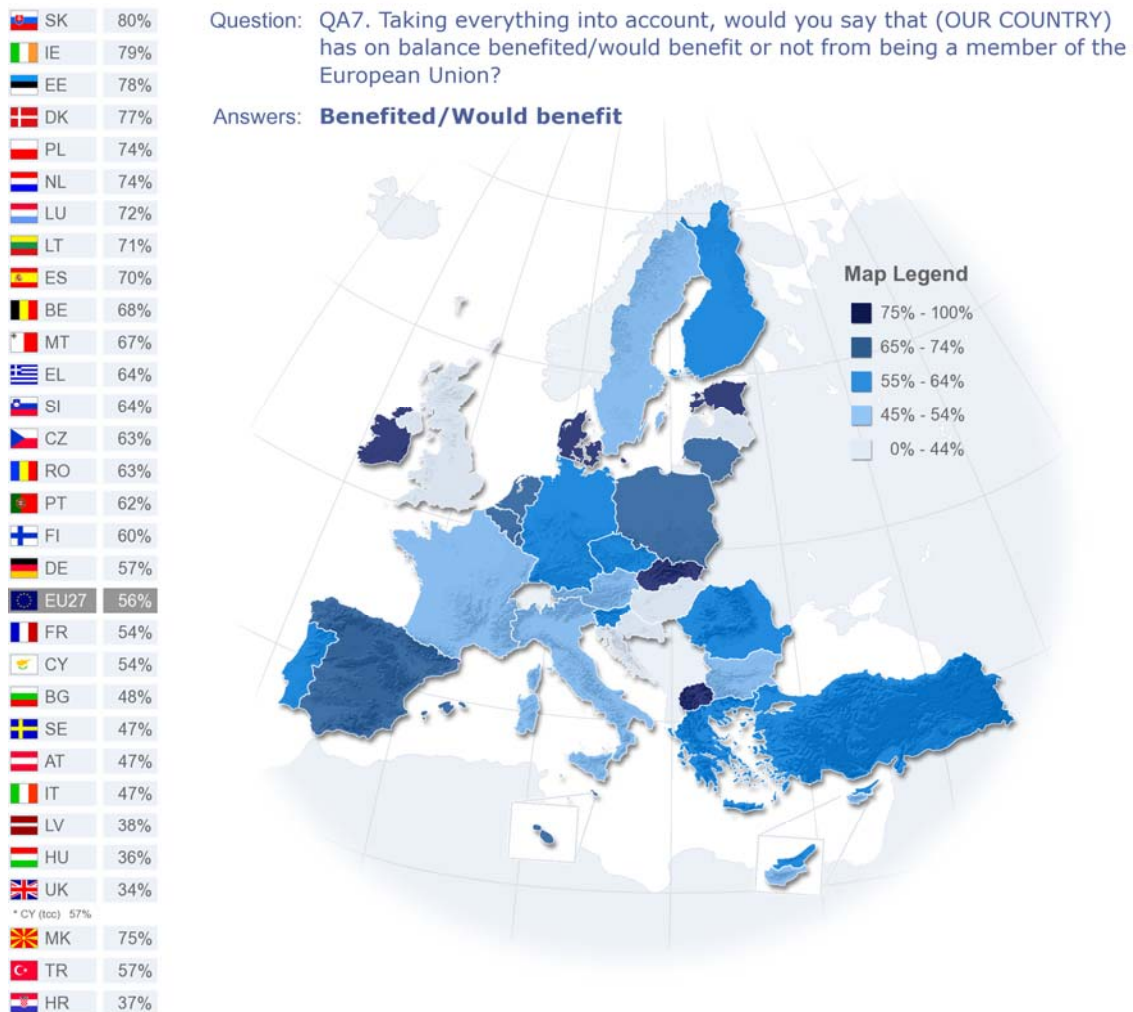 Question: QA7. Taking everything into account, would you say that (OUR COUNTRY)
has on balance benefited/would benefit or not from being a member of the
European Union?
Answers: Benefited/Would benefit
SK 80%
IE 79%
EE 78%
DK 77%
PL 74%
NL 74%
LU 72%
LT 71%
ES 70%
BE 68%
MT 67%
EL 64%
SI 64%
CZ 63%
RO 63%
PT 62%
FI 60%
DE 57%
EU27 56%
FR 54%
CY 54%
BG 48%
SE 47%
AT 47%
IT 47%
LV 38%
HU 36%
UK 34%
* CY (tcc) 57%
MK 75%
TR 57%
HR 37%
Map Legend
75% - 100%
65% - 74%
55% - 64%
45% - 54%
0% - 44%